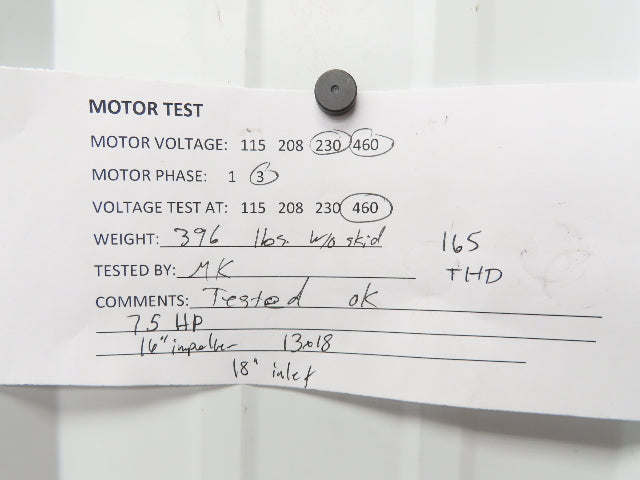 MOTOR TEST
MOTOR VOLTAGE: 115 208 230 460
MOTOR PHASE: 1 3
VOLTAGE TEST AT: 115 208 230 460
WEIGHT: 396 lbs. w/o skid
165
TESTED BY: MK
THD
COMMENTS: Tested ok
7.5 HP
16" impeller 13x18
18" inlet